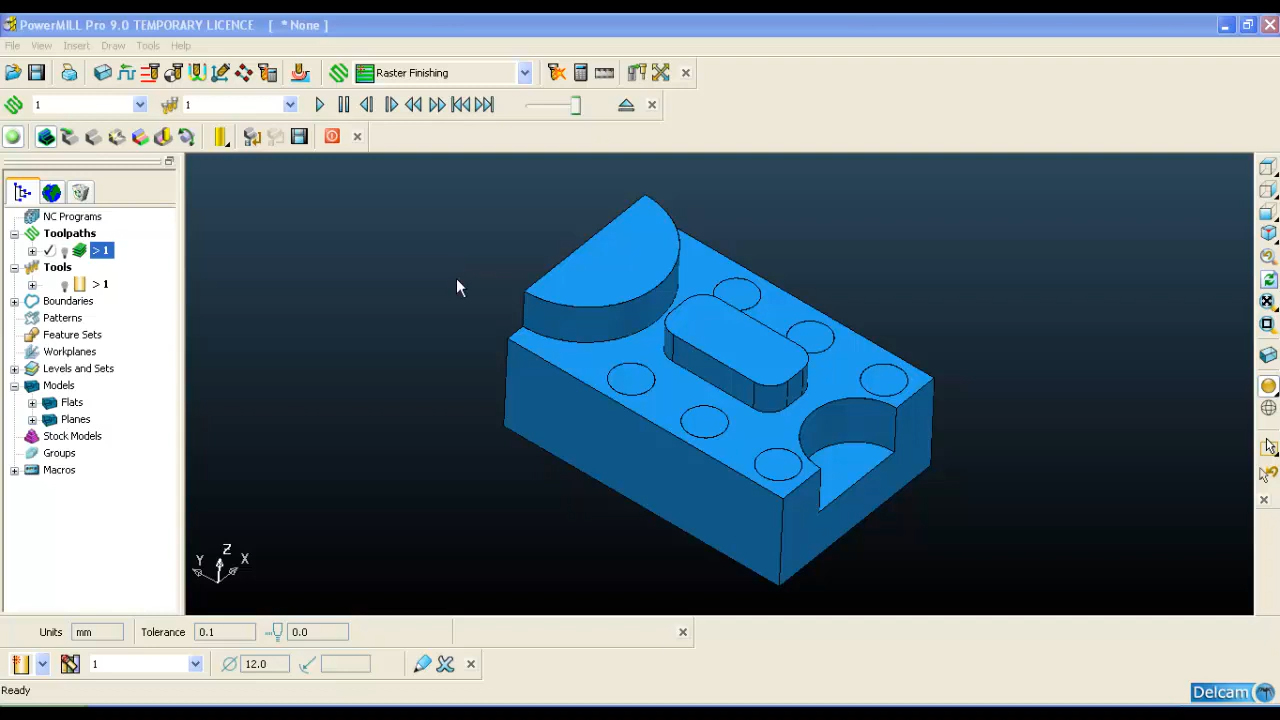 PowerMILL Pro 9.0 TEMPORARY LICENCE [ * None ]
File View Insert Draw Tools Help
Raster Finishing
1 1
NC Programs
Toolpaths
> 1
Tools
> 1
Boundaries
Patterns
Feature Sets
Workplanes
Levels and Sets
Models
Flats
Planes
Stock Models
Groups
Macros
Z
Y X
Units mm Tolerance 0.1 0.0
1 12.0
Ready Delcam